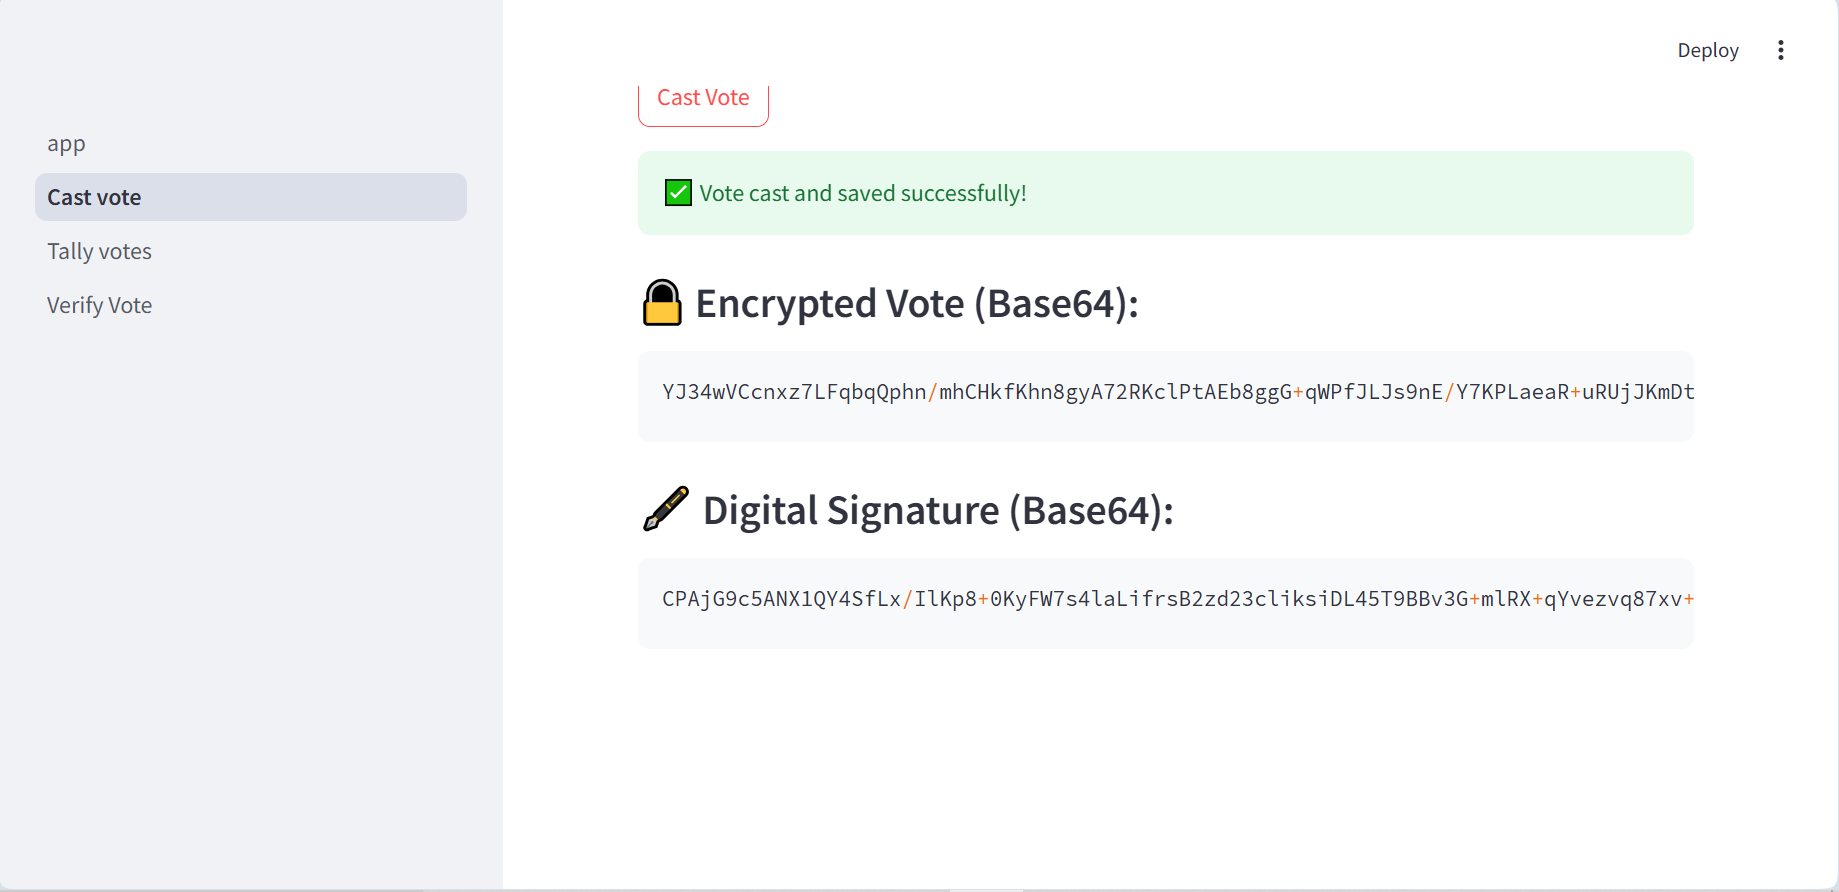 Deploy
app
Cast vote
Tally votes
Verify Vote
Cast Vote
Vote cast and saved successfully!
Encrypted Vote (Base64):
YJ34wVCcnxz7LFqbqQphn/mhCHkfKhn8gyA72RKclPtAEb8ggG+qWPfJLJs9nE/Y7KPLaeaR+uRUjJKmDt
Digital Signature (Base64):
CPAjG9c5ANX1QY4SfLx/IlKp8+0KyFW7s4laLifrsB2zd23cliksiDL45T9BBv3G+mlRX+qYvezvq87xv+